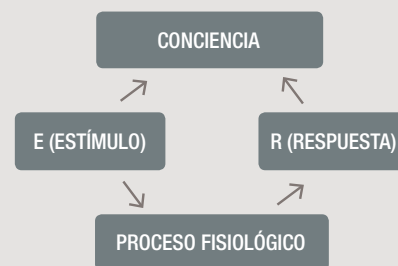 CONCIENCIA
E (ESTÍMULO)
R (RESPUESTA)
PROCESO FISIOLÓGICO